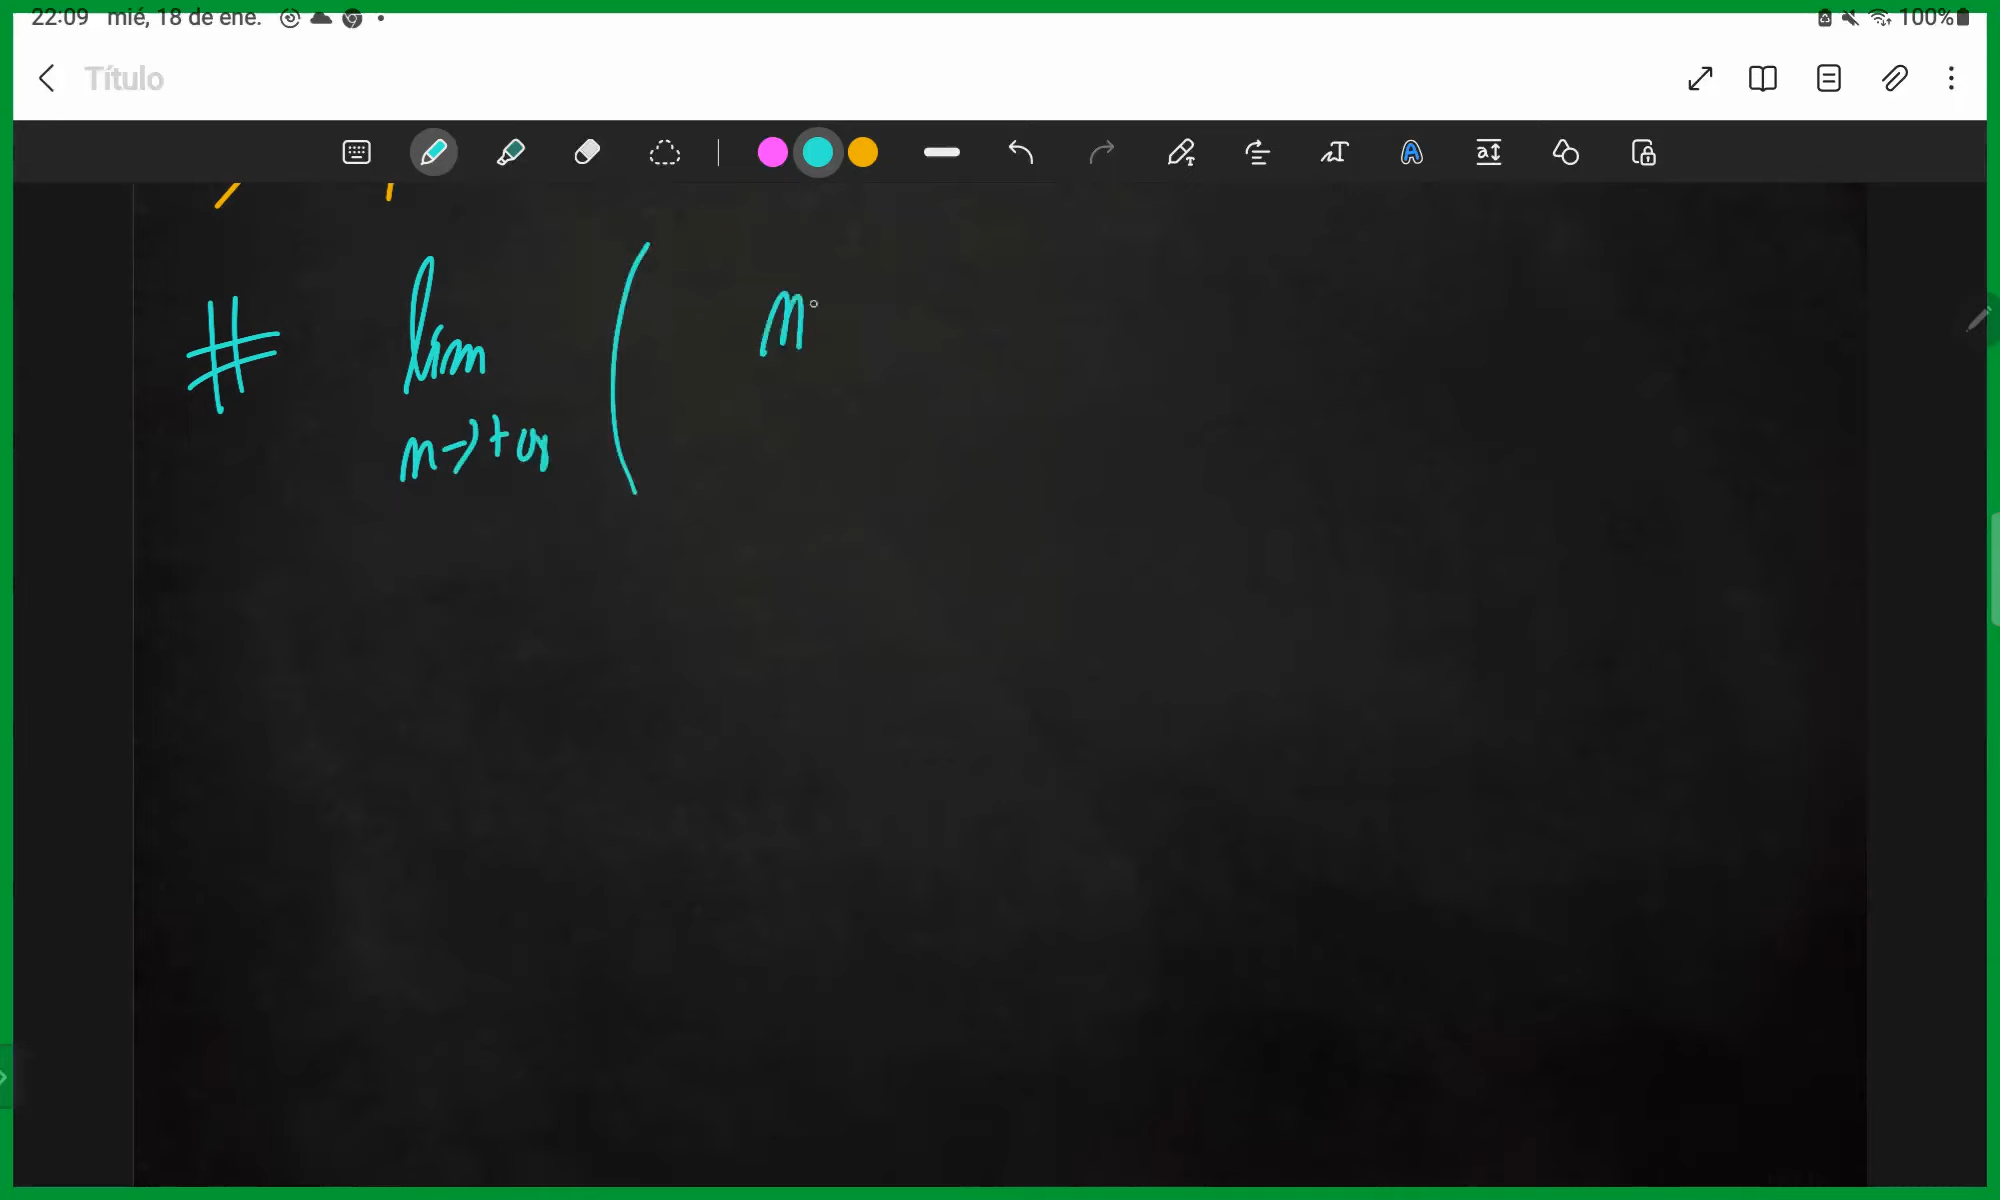 22:09 mié, 18 de ene. 100%
Título
# lim ( n
n→+∞